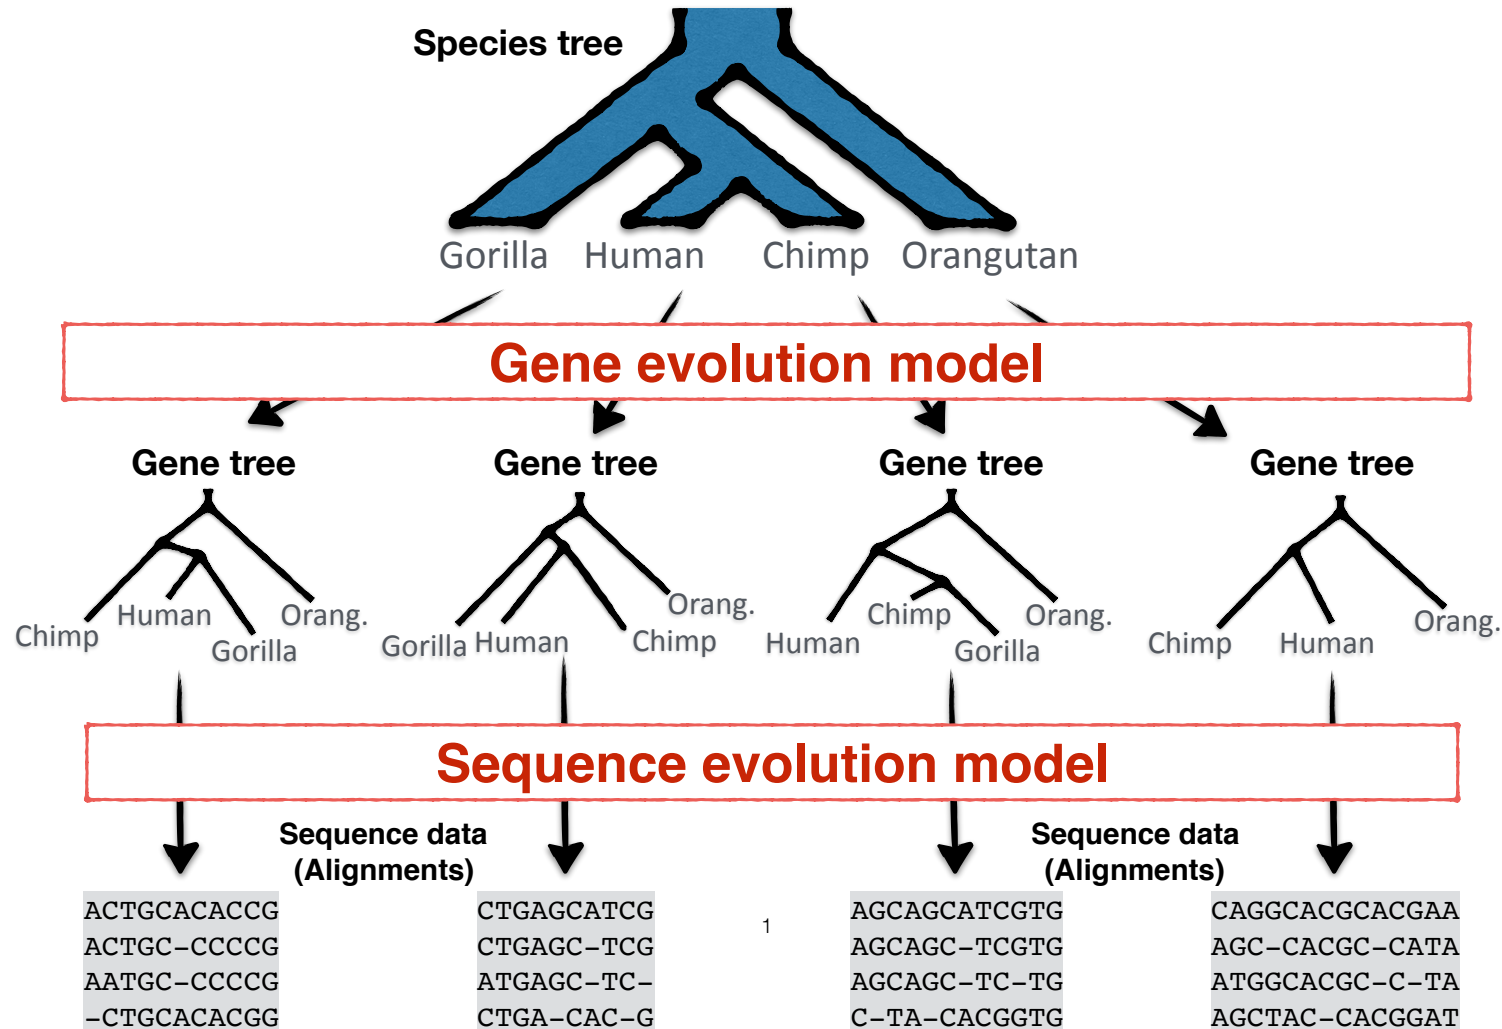 Species tree
Gorilla Human Chimp Orangutan
Gene evolution model
Gene tree Gene tree Gene tree Gene tree
Chimp Human Gorilla Orang.
Gorilla Human Chimp Orang.
Human Chimp Gorilla Orang.
Chimp Human Orang.
Sequence evolution model
Sequence data
(Alignments)
Sequence data
(Alignments)
ACTGCACACCG
ACTGC-CCCCG
AATGC-CCCCG
-CTGCACACGG
CTGAGCATCG
CTGAGC-TCG
ATGAGC-TC-
CTGA-CAC-G
1
AGCAGCATCGTG
AGCAGC-TCGTG
AGCAGC-TC-TG
C-TA-CACGGTG
CAGGCACGCACGAA
AGC-CACGC-CATA
ATGGCACGC-C-TA
AGCTAC-CACGGAT